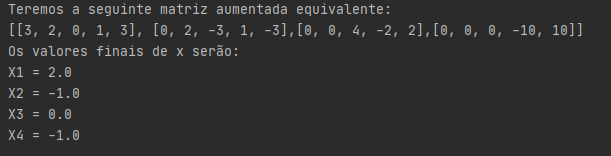 Teremos a seguinte matriz aumentada equivalente:
[[3, 2, 0, 1, 3], [0, 2, -3, 1, -3],[0, 0, 4, -2, 2],[0, 0, 0, -10, 10]]
Os valores finais de x serão:
X1 = 2.0
X2 = -1.0
X3 = 0.0
X4 = -1.0